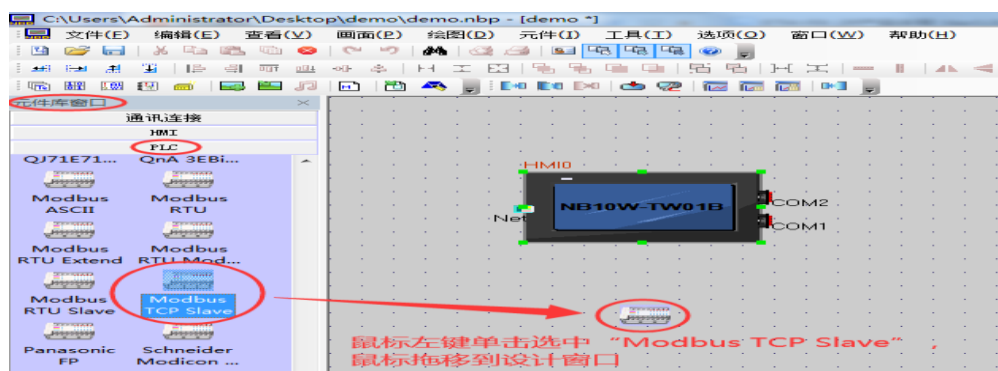 C:\Users\Administrator\Desktop\demo\demo.nbp - [demo *]
文件(F) 编辑(E) 查看(V) 画面(P) 绘图(D) 元件(I) 工具(T) 选项(O) 窗口(W) 帮助(H)
元件库窗口
通讯连接
HMI
PLC
QJ71E71... QnA 3EBi...
Modbus ASCII Modbus RTU
Modbus RTU Extend Modbus RTU Mod...
Modbus RTU Slave Modbus TCP Slave
Panasonic FP Schneider Modicon ...
HMI0
NB10W-TW01B
COM2
Net
COM1
鼠标左键单击选中“Modbus TCP Slave”，
鼠标拖移到设计窗口